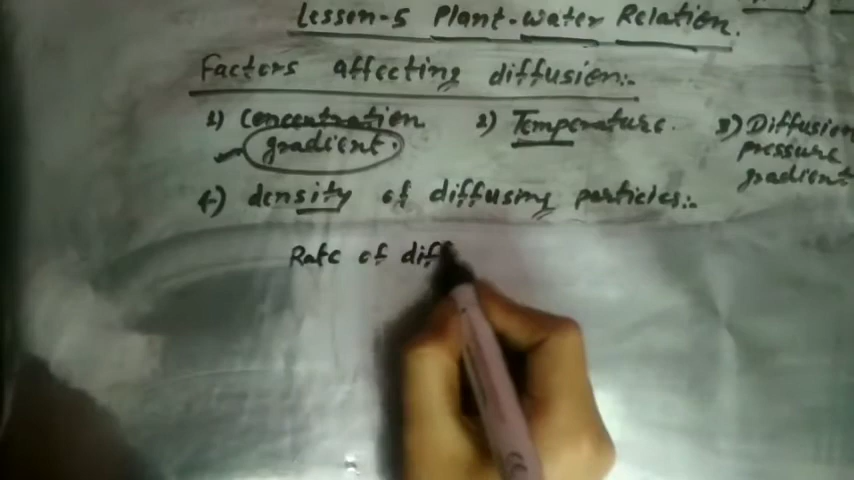 Lesson-5 Plant-water Relation.
Factors affecting diffusion:-
1) Concentration gradient.
2) Temperature.
3) Diffusion pressure gradient
4) density of diffusing particles:-
Rate of dif